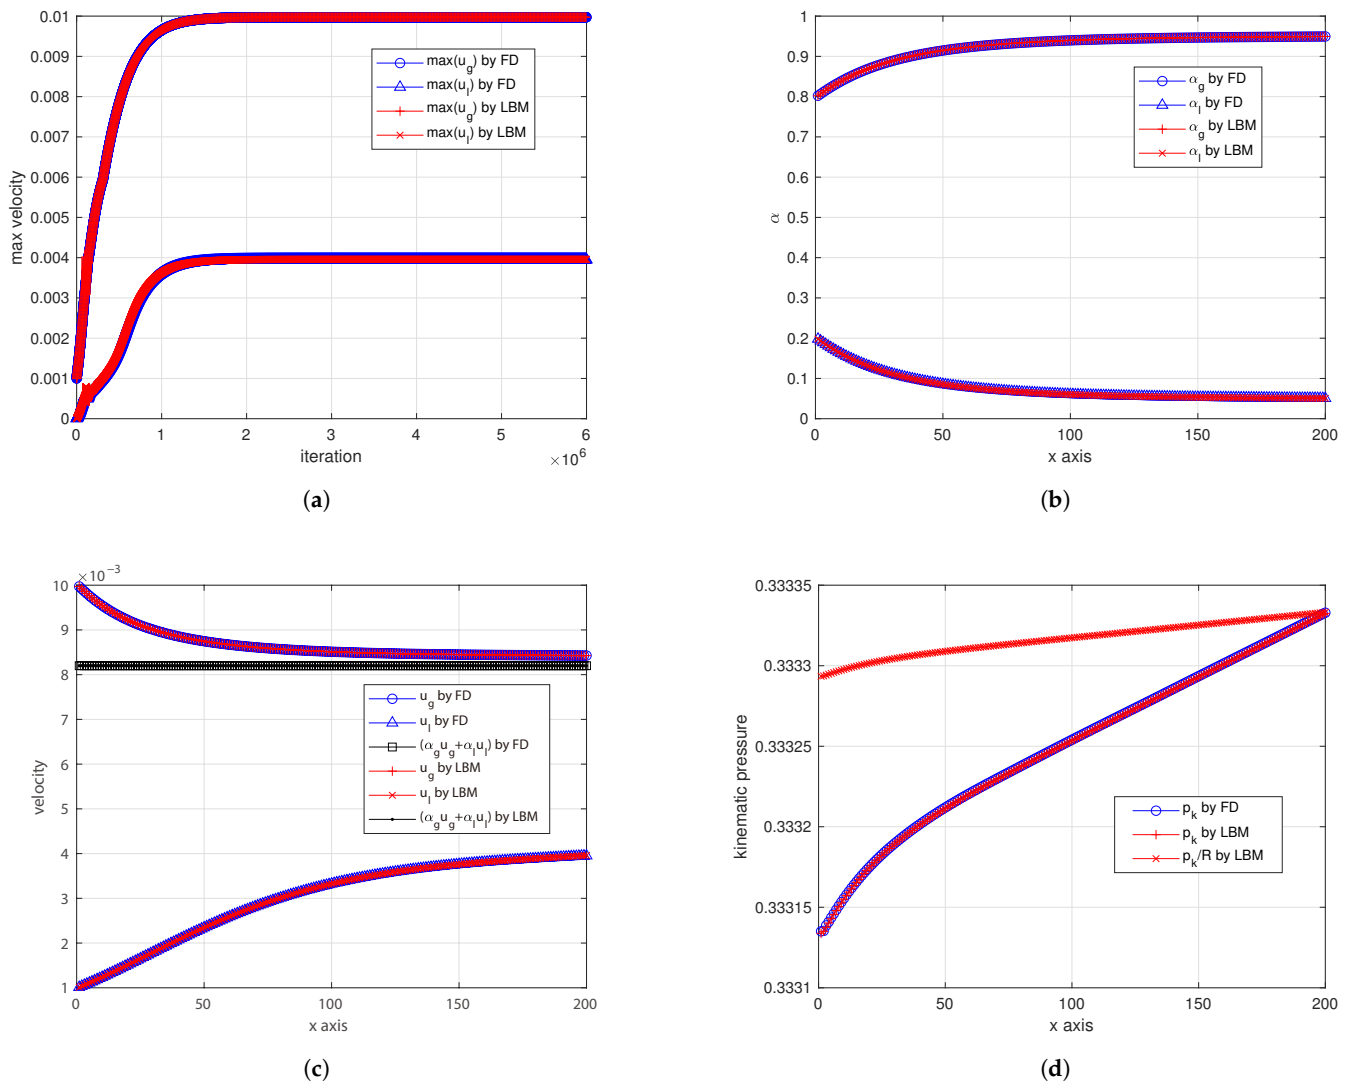 0.01
0.009
0.008
0.007
0.006
0.005
0.004
0.003
0.002
0.001
0
max velocity
0 1 2 3 4 5 6
iteration
×10^6
max(u_g) by FD
max(u_l) by FD
max(u_g) by LBM
max(u_l) by LBM
(a)
1
0.9
0.8
0.7
0.6
0.5
0.4
0.3
0.2
0.1
0
α
0 50 100 150 200
x axis
α_g by FD
α_l by FD
α_g by LBM
α_l by LBM
(b)
×10^-3
10
9
8
7
6
5
4
3
2
1
velocity
0 50 100 150 200
x axis
u_g by FD
u_l by FD
(α_g u_g+α_l u_l) by FD
u_g by LBM
u_l by LBM
(α_g u_g+α_l u_l) by LBM
(c)
0.33335
0.3333
0.33325
0.3332
0.33315
0.3331
kinematic pressure
0 50 100 150 200
x axis
p_k by FD
p_k by LBM
p_k/R by LBM
(d)